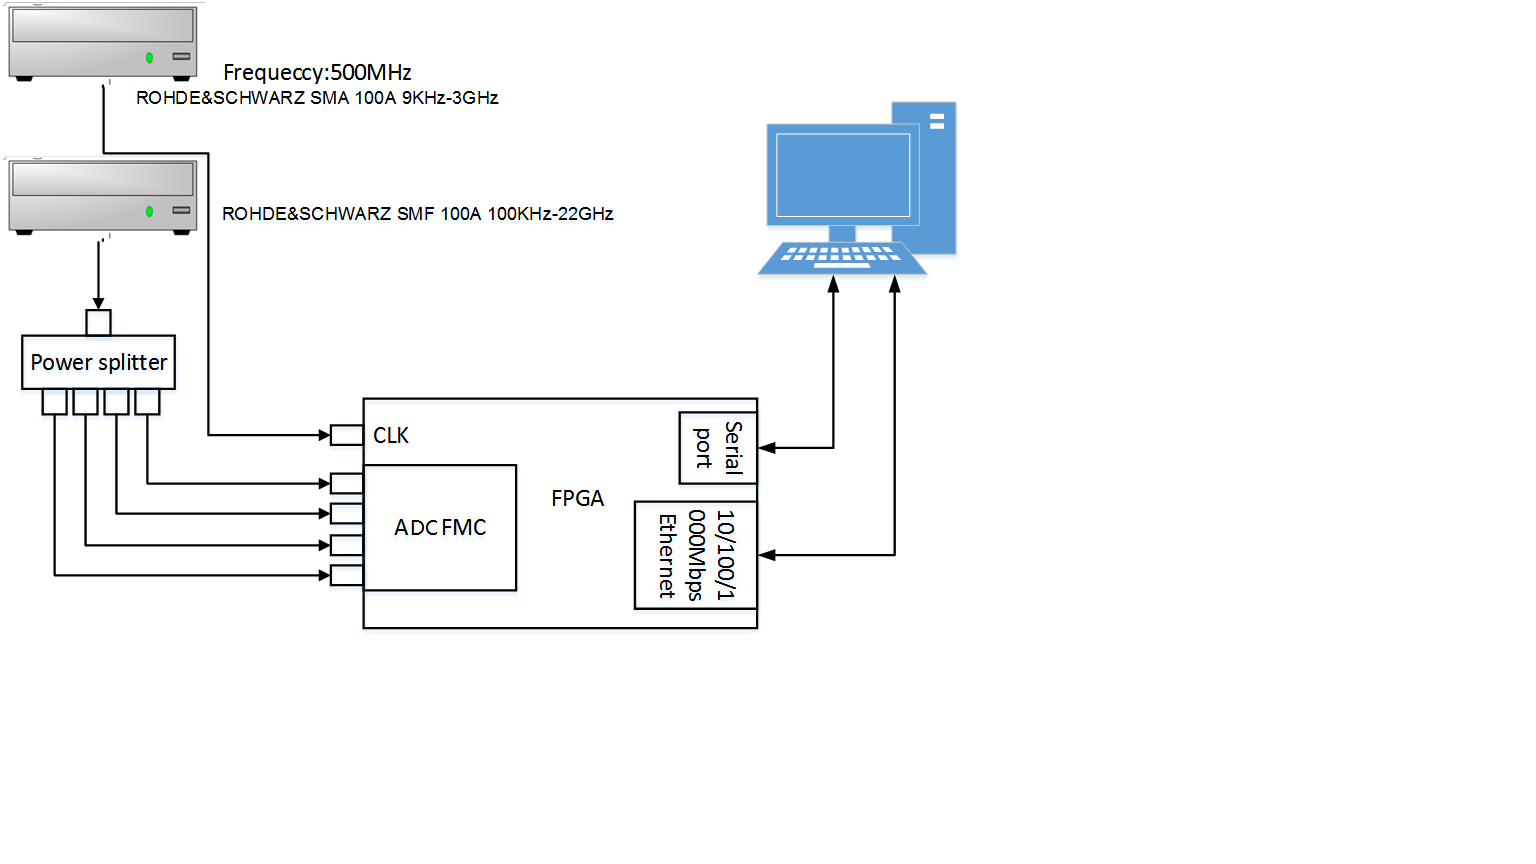 Frequeccy:500MHz
ROHDE&SCHWARZ SMA 100A 9KHz-3GHz
ROHDE&SCHWARZ SMF 100A 100KHz-22GHz
Power splitter
CLK
ADC FMC
FPGA
Serial
port
10/100/1
000Mbps
Ethernet